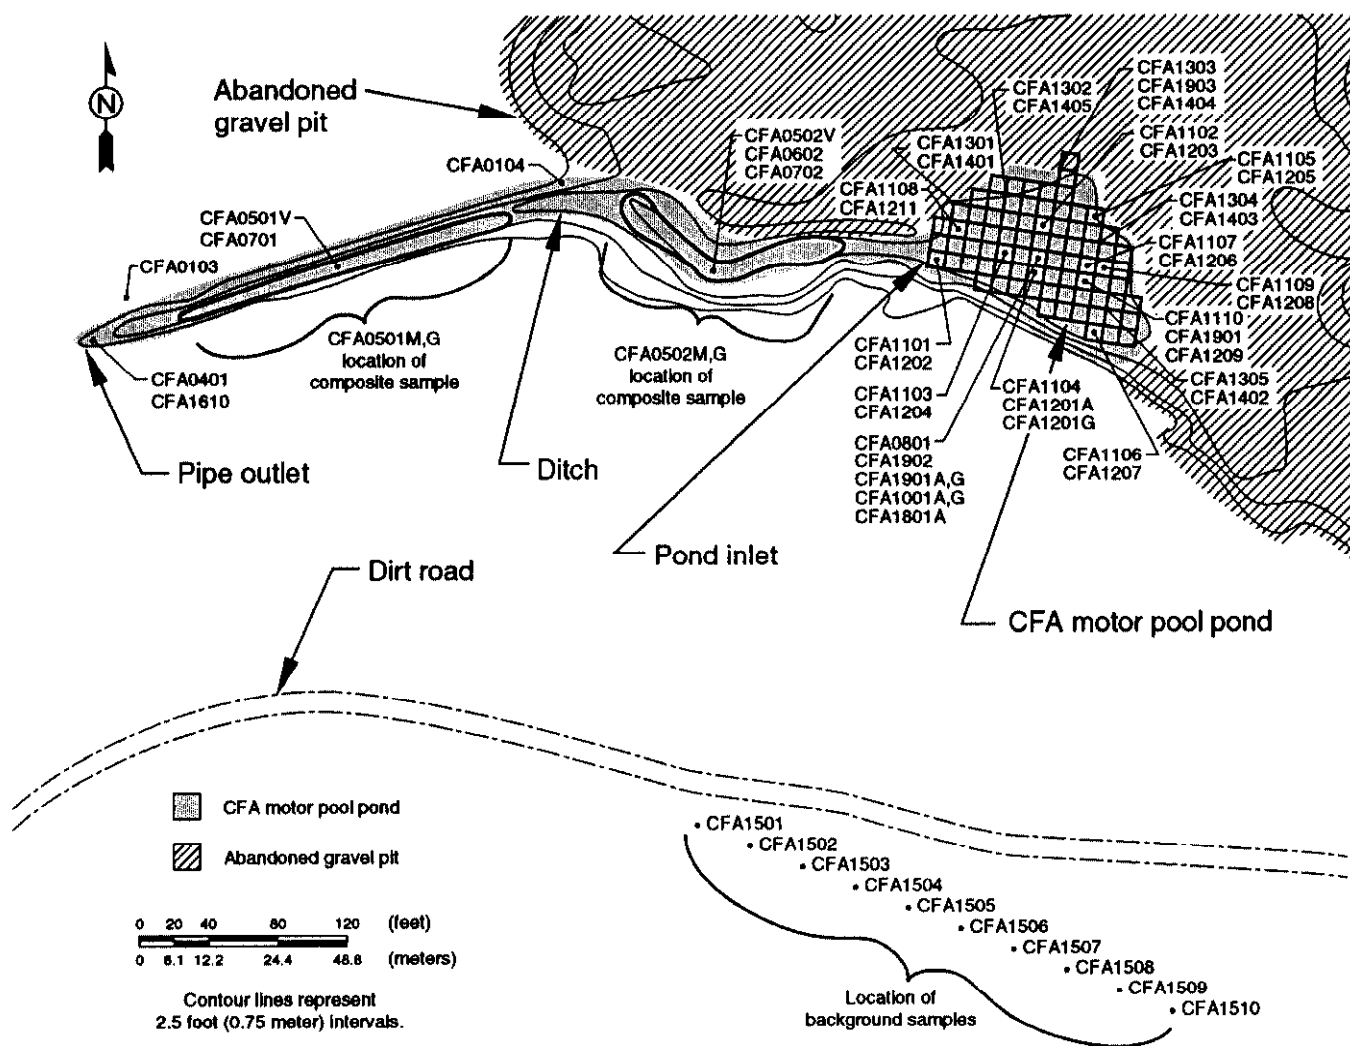 N
Abandoned
gravel pit
CFA0104
CFA0501V
CFA0701
CFA0103
CFA0502V
CFA0602
CFA0702
CFA1302
CFA1405
CFA1303
CFA1903
CFA1404
CFA1301
CFA1401
CFA1102
CFA1203
CFA1108
CFA1211
CFA1105
CFA1205
CFA1304
CFA1403
CFA1107
CFA1206
CFA1109
CFA1208
CFA1110
CFA1901
CFA1209
CFA1305
CFA1402
CFA0401
CFA1610
CFA0501M,G
location of
composite sample
CFA0502M,G
location of
composite sample
CFA1101
CFA1202
CFA1103
CFA1204
CFA1104
CFA1201A
CFA1201G
CFA0801
CFA1902
CFA1901A,G
CFA1001A,G
CFA1801A
CFA1106
CFA1207
Pipe outlet
Ditch
Pond inlet
Dirt road
CFA motor pool pond
CFA motor pool pond
Abandoned gravel pit
0 20 40 80 120 (feet)
0 6.1 12.2 24.4 48.8 (meters)
Contour lines represent
2.5 foot (0.75 meter) intervals.
CFA1501
CFA1502
CFA1503
CFA1504
CFA1505
CFA1506
CFA1507
CFA1508
CFA1509
CFA1510
Location of
background samples